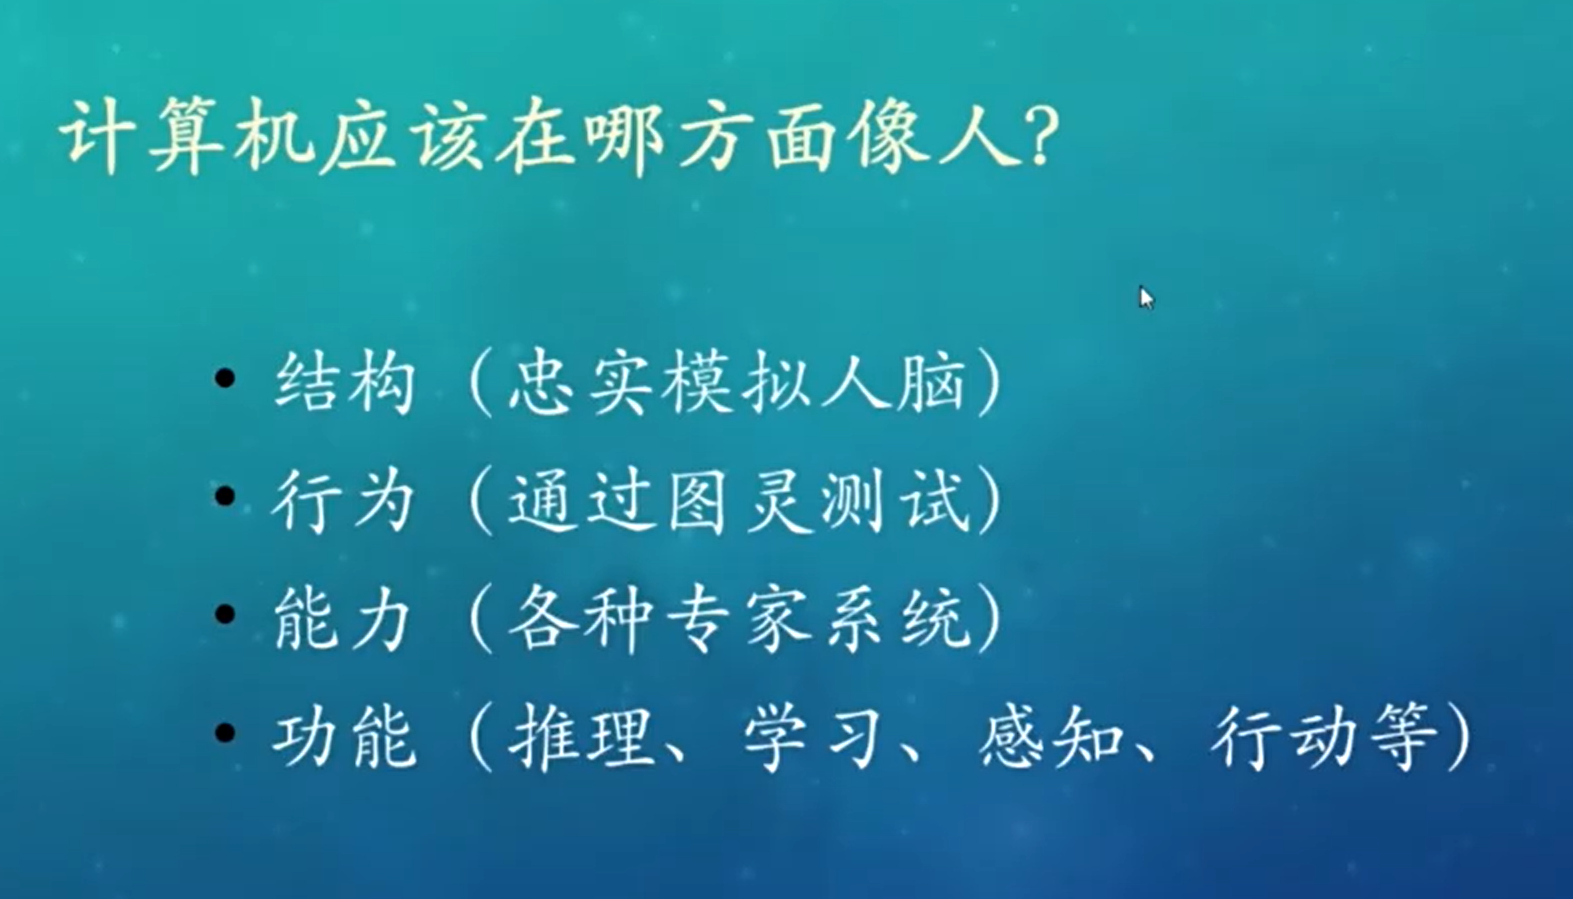 计算机应该在哪方面像人？
• 结构（忠实模拟人脑）
• 行为（通过图灵测试）
• 能力（各种专家系统）
• 功能（推理、学习、感知、行动等）